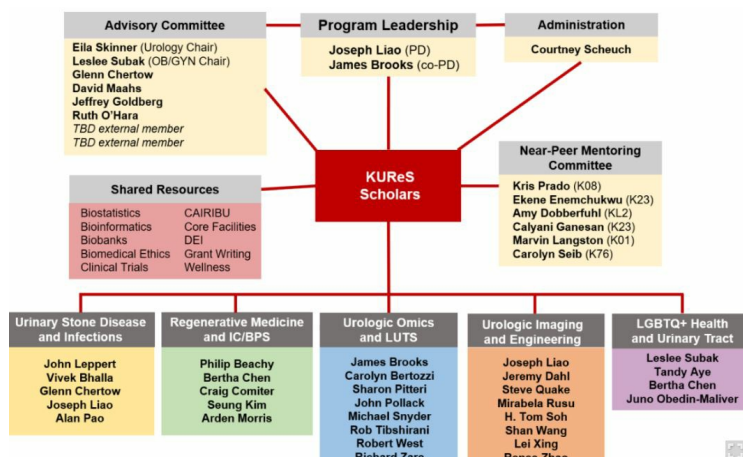 Advisory Committee
Eila Skinner (Urology Chair)
Leslee Subak (OB/GYN Chair)
Glenn Chertow
David Maahs
Jeffrey Goldberg
Ruth O'Hara
TBD external member
TBD external member
Program Leadership
Joseph Liao (PD)
James Brooks (co-PD)
Administration
Courtney Scheuch
KUReS
Scholars
Shared Resources
Biostatistics
Bioinformatics
Biobanks
Biomedical Ethics
Clinical Trials
CAIRIBU
Core Facilities
DEI
Grant Writing
Wellness
Near-Peer Mentoring
Committee
Kris Prado (K08)
Ekene Enemchukwu (K23)
Amy Dobberfuhl (KL2)
Calyani Ganesan (K23)
Marvin Langston (K01)
Carolyn Seib (K76)
Urinary Stone Disease
and Infections
John Leppert
Vivek Bhalla
Glenn Chertow
Joseph Liao
Alan Pao
Regenerative Medicine
and IC/BPS
Philip Beachy
Bertha Chen
Craig Comiter
Seung Kim
Arden Morris
Urologic Omics
and LUTS
James Brooks
Carolyn Bertozzi
Sharon Pitteri
John Pollack
Michael Snyder
Rob Tibshirani
Robert West
Richard Zare
Urologic Imaging
and Engineering
Joseph Liao
Jeremy Dahl
Steve Quake
Mirabela Rusu
H. Tom Soh
Shan Wang
Lei Xing
Renee Zhao
LGBTQ+ Health
and Urinary Tract
Leslee Subak
Tandy Aye
Bertha Chen
Juno Obedin-Maliver